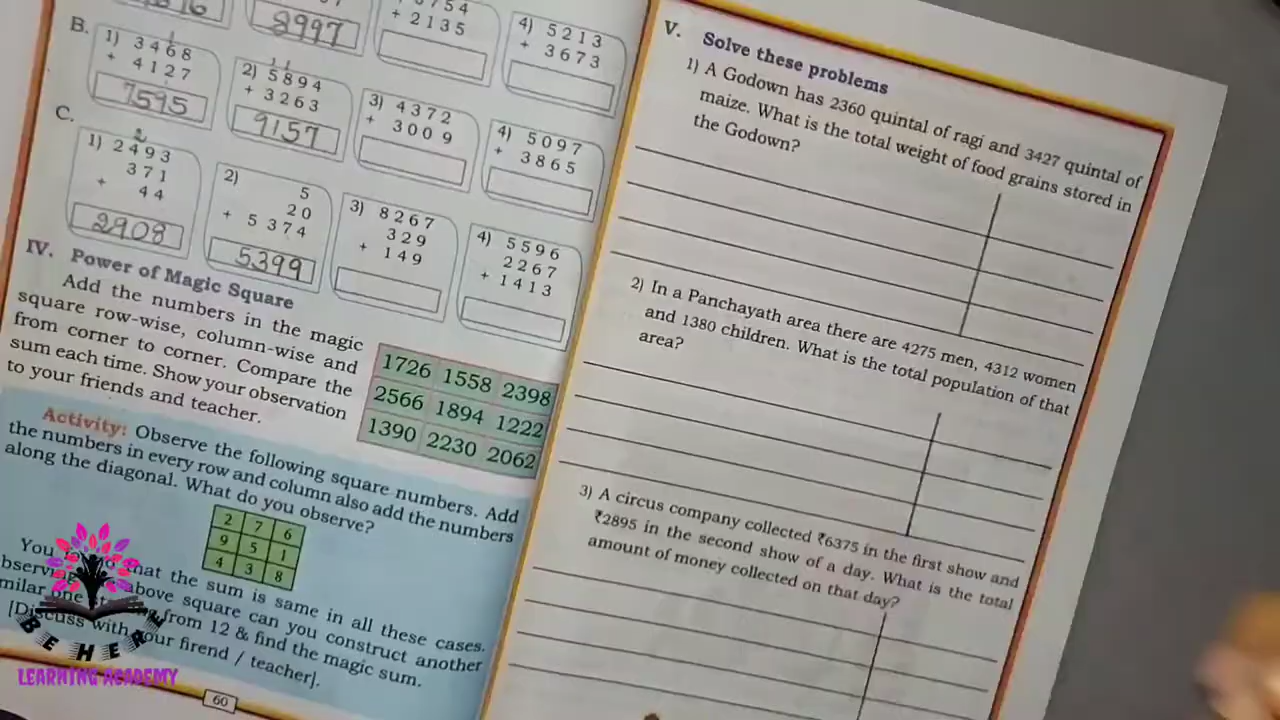 8997
2135
4) 5213
+ 3673
B.
1) 3468
+ 4127
7595
2) 5894
+ 3263
9157
3) 4372
+ 3009
4) 5097
+ 3865
C.
1) 2493
371
+ 44
2908
2)
5
20
+ 5374
5399
3) 8267
329
+ 149
4) 5596
2267
+ 1413
IV. Power of Magic Square
Add the numbers in the magic
square row-wise, column-wise and
from corner to corner. Compare the
sum each time. Show your observation
to your friends and teacher.
1726 1558 2398
2566 1894 1222
1390 2230 2062
Activity: Observe the following square numbers. Add
the numbers in every row and column also add the numbers
along the diagonal. What do you observe?
2 7 6
9 5 1
4 3 8
You that the sum is same in all these cases.
above square can you construct another
one from 12 & find the magic sum.
[Discuss with your firend / teacher].
BEHERE
LEARNING ACADEMY
60
V. Solve these problems
1) A Godown has 2360 quintal of ragi and 3427 quintal of
maize. What is the total weight of food grains stored in
the Godown?
2) In a Panchayath area there are 4275 men, 4312 women
and 1380 children. What is the total population of that
area?
3) A circus company collected ₹6375 in the first show and
₹2895 in the second show of a day. What is the total
amount of money collected on that day?